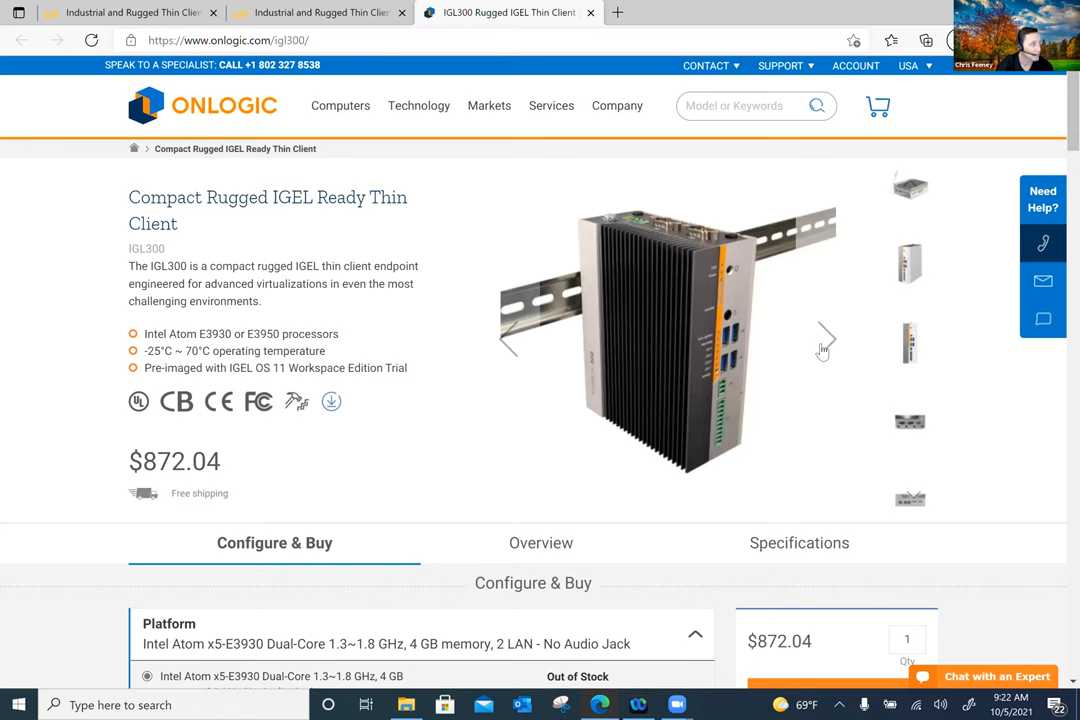 Industrial and Rugged Thin Clien
Industrial and Rugged Thin Clien
IGL300 Rugged IGEL Thin Client
https://www.onlogic.com/igl300/
Chris Feeney
SPEAK TO A SPECIALIST: CALL +1 802 327 8538
CONTACT
SUPPORT
ACCOUNT
USA
ONLOGIC
Computers
Technology
Markets
Services
Company
Model or Keywords
Compact Rugged IGEL Ready Thin Client
Compact Rugged IGEL Ready Thin
Client
IGL300
The IGL300 is a compact rugged IGEL thin client endpoint
engineered for advanced virtualizations in even the most
challenging environments.
Intel Atom E3930 or E3950 processors
-25°C ~ 70°C operating temperature
Pre-imaged with IGEL OS 11 Workspace Edition Trial
UL CB CE FC
$872.04
Free shipping
Need
Help?
Configure & Buy
Overview
Specifications
Configure & Buy
Platform
Intel Atom x5-E3930 Dual-Core 1.3~1.8 GHz, 4 GB memory, 2 LAN - No Audio Jack
Intel Atom x5-E3930 Dual-Core 1.3~1.8 GHz, 4 GB
Out of Stock
$872.04
1
Qty
Chat with an Expert
Type here to search
69°F
9:22 AM
10/5/2021
22